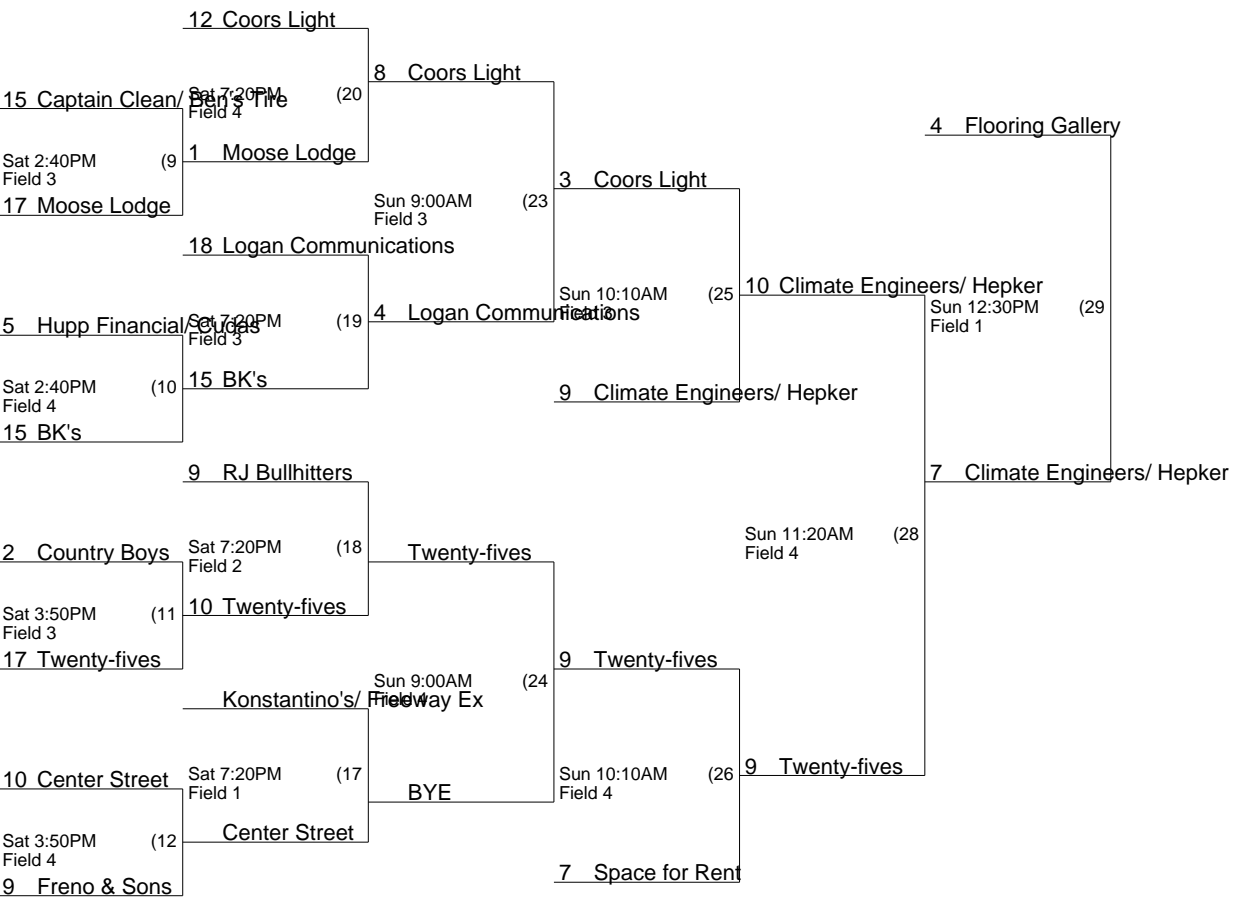 12 Coors Light
8 Coors Light
15 Captain Clean/ Ben's Tire
Sat 7:20PM (20
Field 4
4 Flooring Gallery
Sat 2:40PM (9
Field 3
1 Moose Lodge
17 Moose Lodge
3 Coors Light
Sun 9:00AM (23
Field 3
18 Logan Communications
10 Climate Engineers/ Hepker
Sun 10:10AM (25
Field 3
Sun 12:30PM (29
Field 1
5 Hupp Financial/ Cudas
Sat 7:20PM (19
Field 3
4 Logan Communications
Sat 2:40PM (10
Field 4
15 BK's
9 Climate Engineers/ Hepker
15 BK's
9 RJ Bullhitters
7 Climate Engineers/ Hepker
Sun 11:20AM (28
Field 4
2 Country Boys
Sat 7:20PM (18
Field 2
Twenty-fives
Sat 3:50PM (11
Field 3
10 Twenty-fives
17 Twenty-fives
9 Twenty-fives
Sun 9:00AM (24
Field 4
Konstantino's/ Freeway Ex
10 Center Street
Sat 7:20PM (17
Field 1
BYE
Sun 10:10AM (26
Field 4
9 Twenty-fives
Sat 3:50PM (12
Field 4
Center Street
7 Space for Rent
9 Freno & Sons